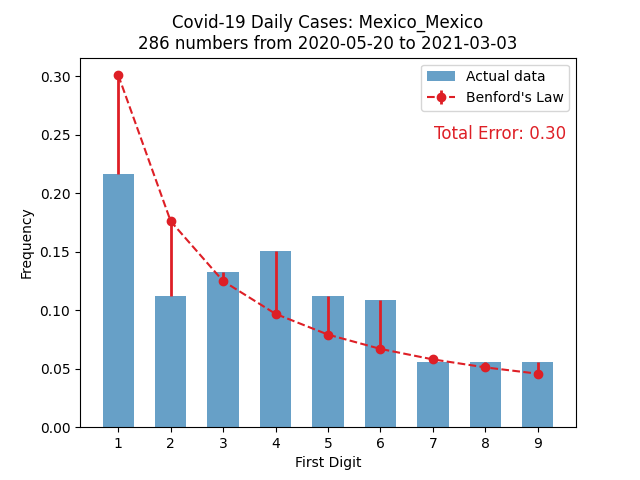 Covid-19 Daily Cases: Mexico_Mexico
286 numbers from 2020-05-20 to 2021-03-03
Actual data
Benford's Law
Total Error: 0.30
Frequency
0.30
0.25
0.20
0.15
0.10
0.05
0.00
1 2 3 4 5 6 7 8 9
First Digit